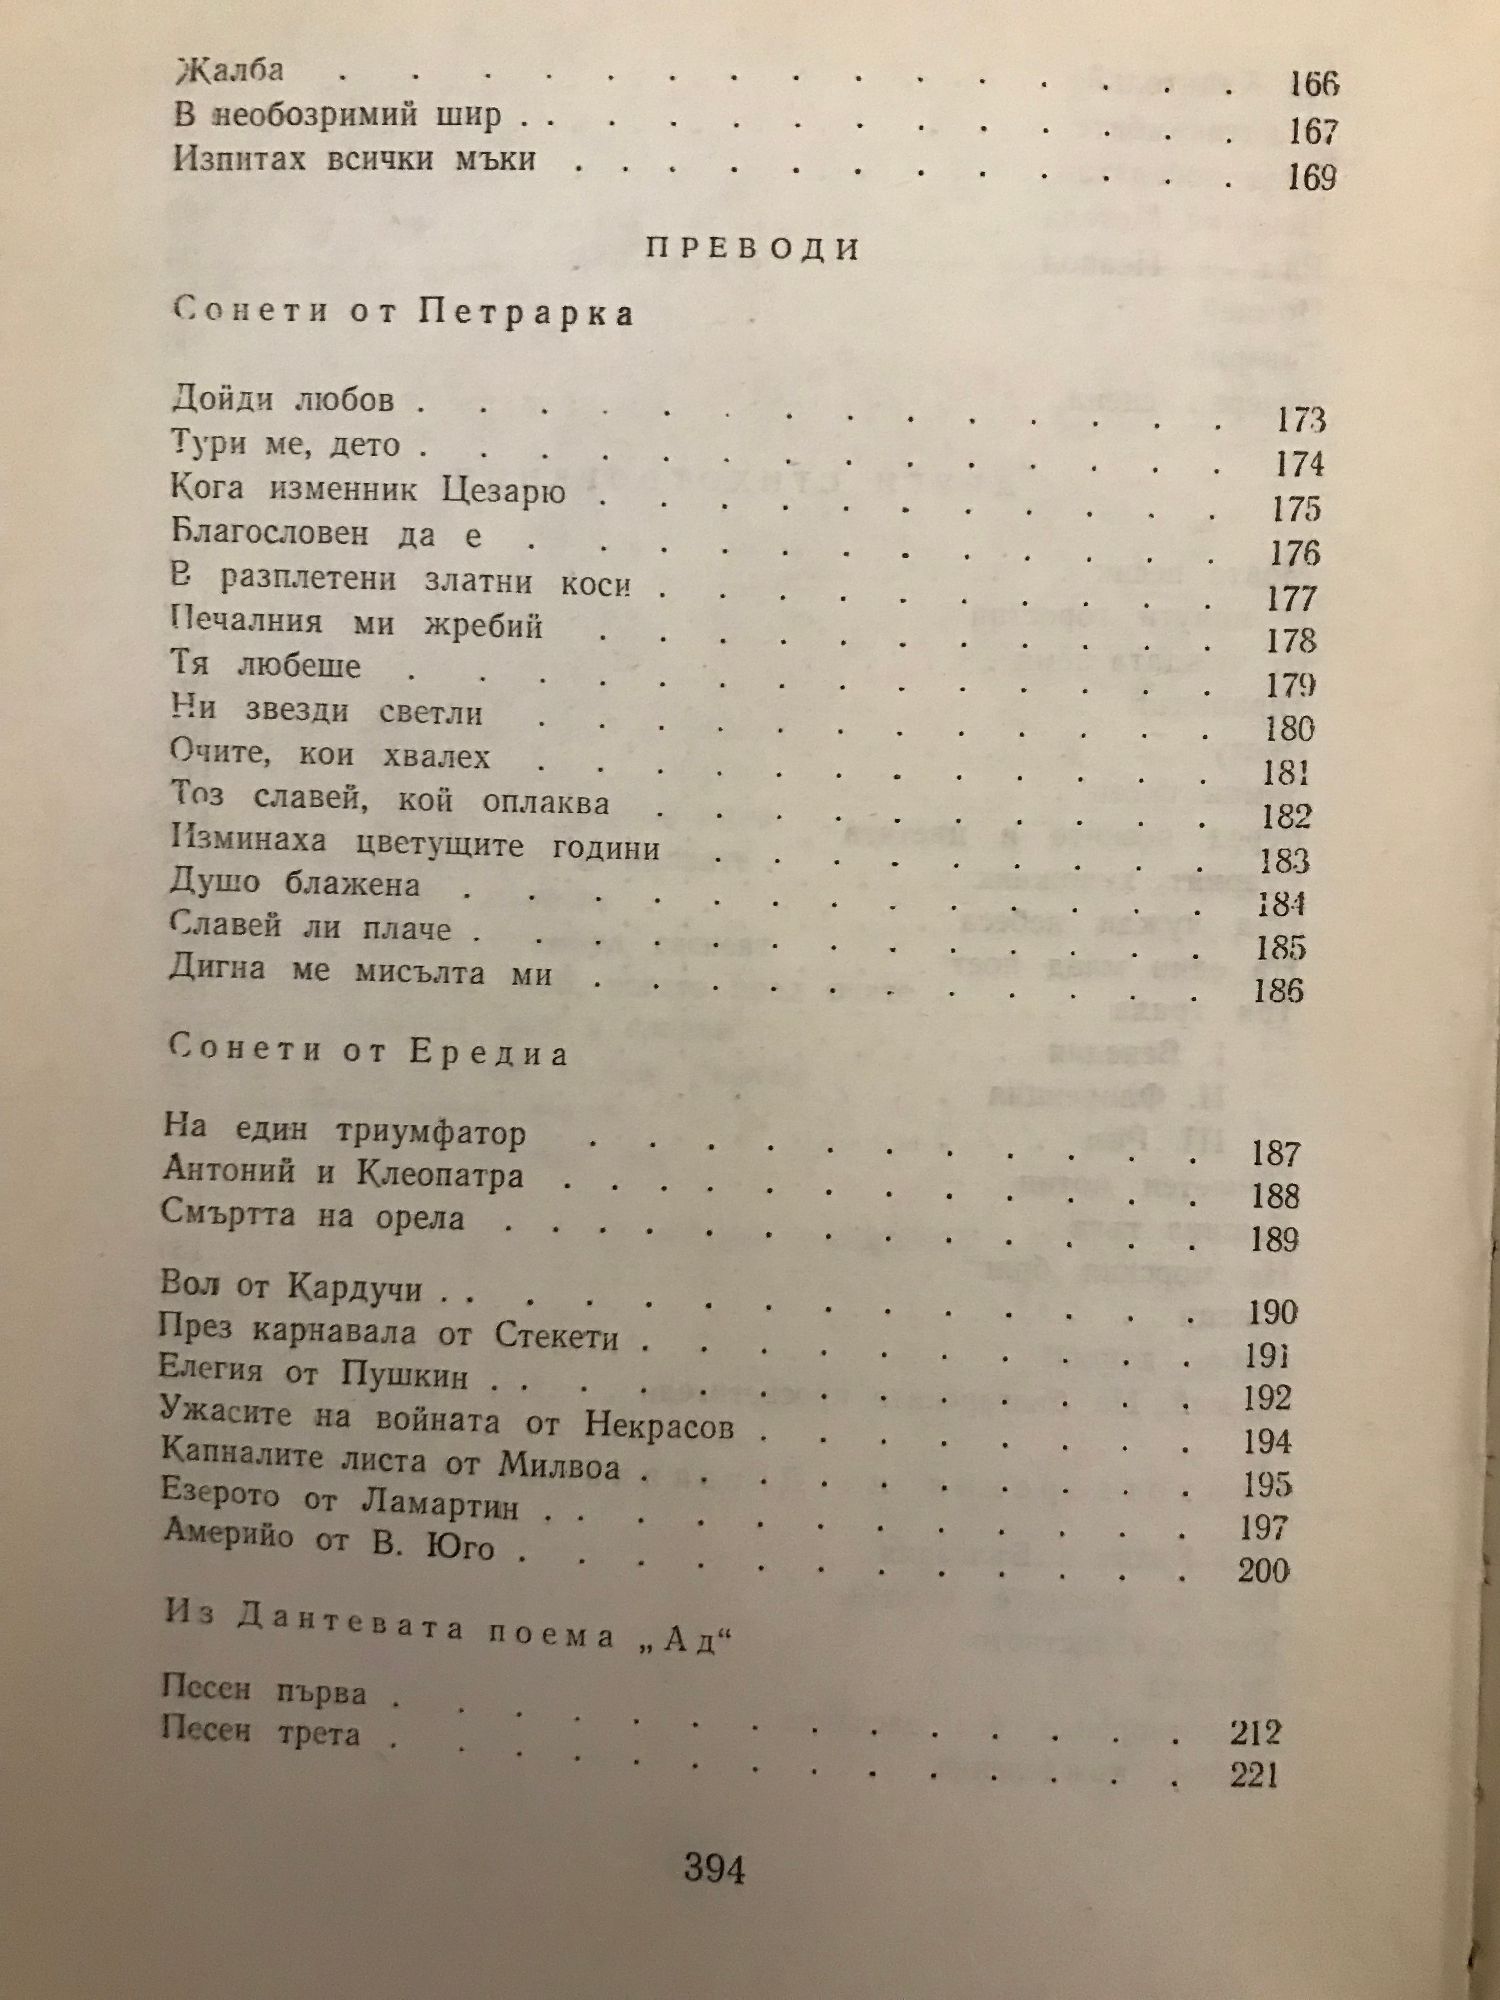 Жалба . . . . . . . . . . . . . . . 166
В необозримий шир . . . . . . . . . . . . 167
Изпитах всички мъки . . . . . . . . . . . . 169
ПРЕВОДИ
Сонети от Петрарка
Дойди любов . . . . . . . . . . . . . . 173
Тури ме, дето . . . . . . . . . . . . . . 174
Кога изменник Цезарю . . . . . . . . . . . 175
Благословен да е . . . . . . . . . . . . 176
В разплетени златни коси . . . . . . . . . . 177
Печалния ми жребий . . . . . . . . . . . 178
Тя любеше . . . . . . . . . . . . . . 179
Ни звезди светли . . . . . . . . . . . . 180
Очите, кои хвалех . . . . . . . . . . . . 181
Тоз славей, кой оплаква . . . . . . . . . . 182
Изминаха цветущите години . . . . . . . . . 183
Душо блажена . . . . . . . . . . . . . 184
Славей ли плаче . . . . . . . . . . . . . 185
Дигна ме мисълта ми . . . . . . . . . . . 186
Сонети от Ередиа
На един триумфатор . . . . . . . . . . . 187
Антоний и Клеопатра . . . . . . . . . . . . 188
Смъртта на орела . . . . . . . . . . . . . 189
Вол от Кардучи . . . . . . . . . . . . . 190
През карнавала от Стекети . . . . . . . . . . 191
Елегия от Пушкин . . . . . . . . . . . . . 192
Ужасите на войната от Некрасов . . . . . . . . 194
Капналите листа от Милвоа . . . . . . . . . . 195
Езерото от Ламартин . . . . . . . . . . . . 197
Америйо от В. Юго . . . . . . . . . . . . 200
Из Дантевата поема „Ад“
Песен първа . . . . . . . . . . . . . . 212
Песен трета . . . . . . . . . . . . . . 221
394